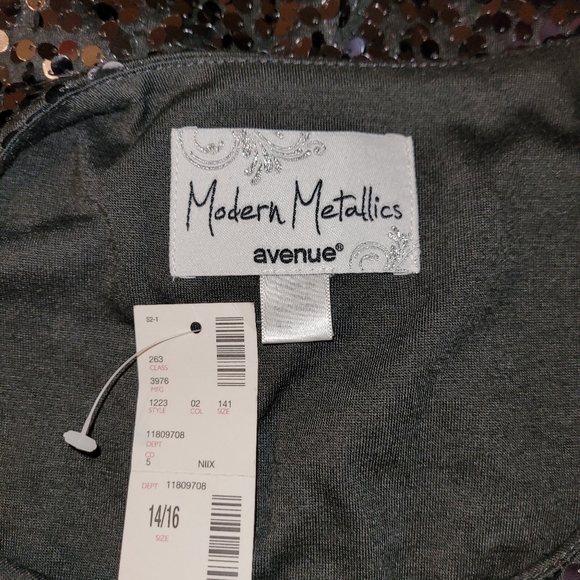 Modern Metallics
avenue®
S2-1
263
CLASS
3976
MFG
1223 02 141
STYLE COL SIZE
11809708
DEPT
CD
5 NIIX
DEPT 11809708
14/16
SIZE